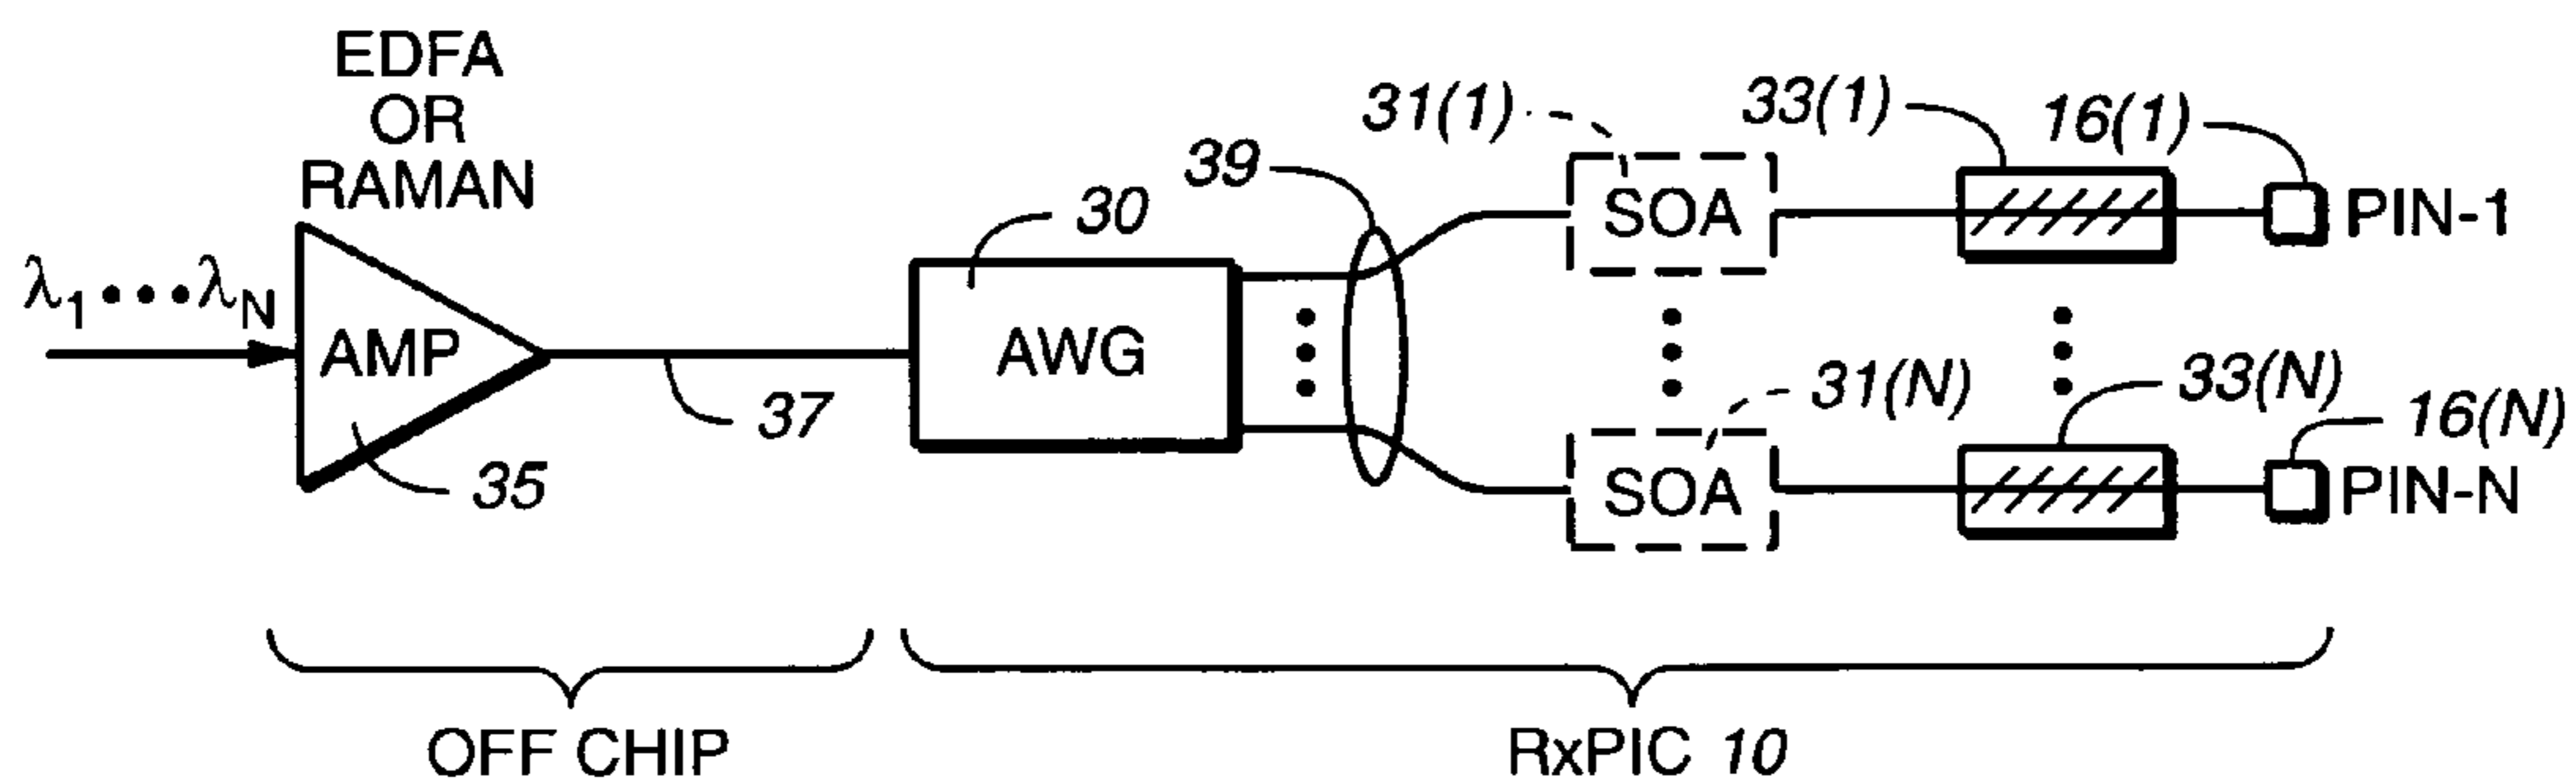 EDFA
OR
RAMAN
λ1•••λN
AMP
35
37
30
AWG
39
31(1)
SOA
33(1)
16(1)
PIN-1
31(N)
SOA
33(N)
16(N)
PIN-N
OFF CHIP
RxPIC 10